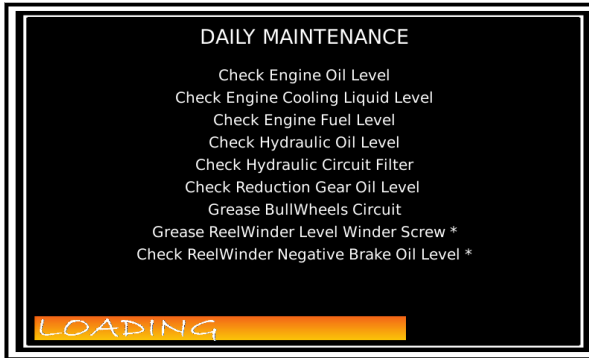 DAILY MAINTENANCE
Check Engine Oil Level
Check Engine Cooling Liquid Level
Check Engine Fuel Level
Check Hydraulic Oil Level
Check Hydraulic Circuit Filter
Check Reduction Gear Oil Level
Grease BullWheels Circuit
Grease ReelWinder Level Winder Screw *
Check ReelWinder Negative Brake Oil Level *
LOADING